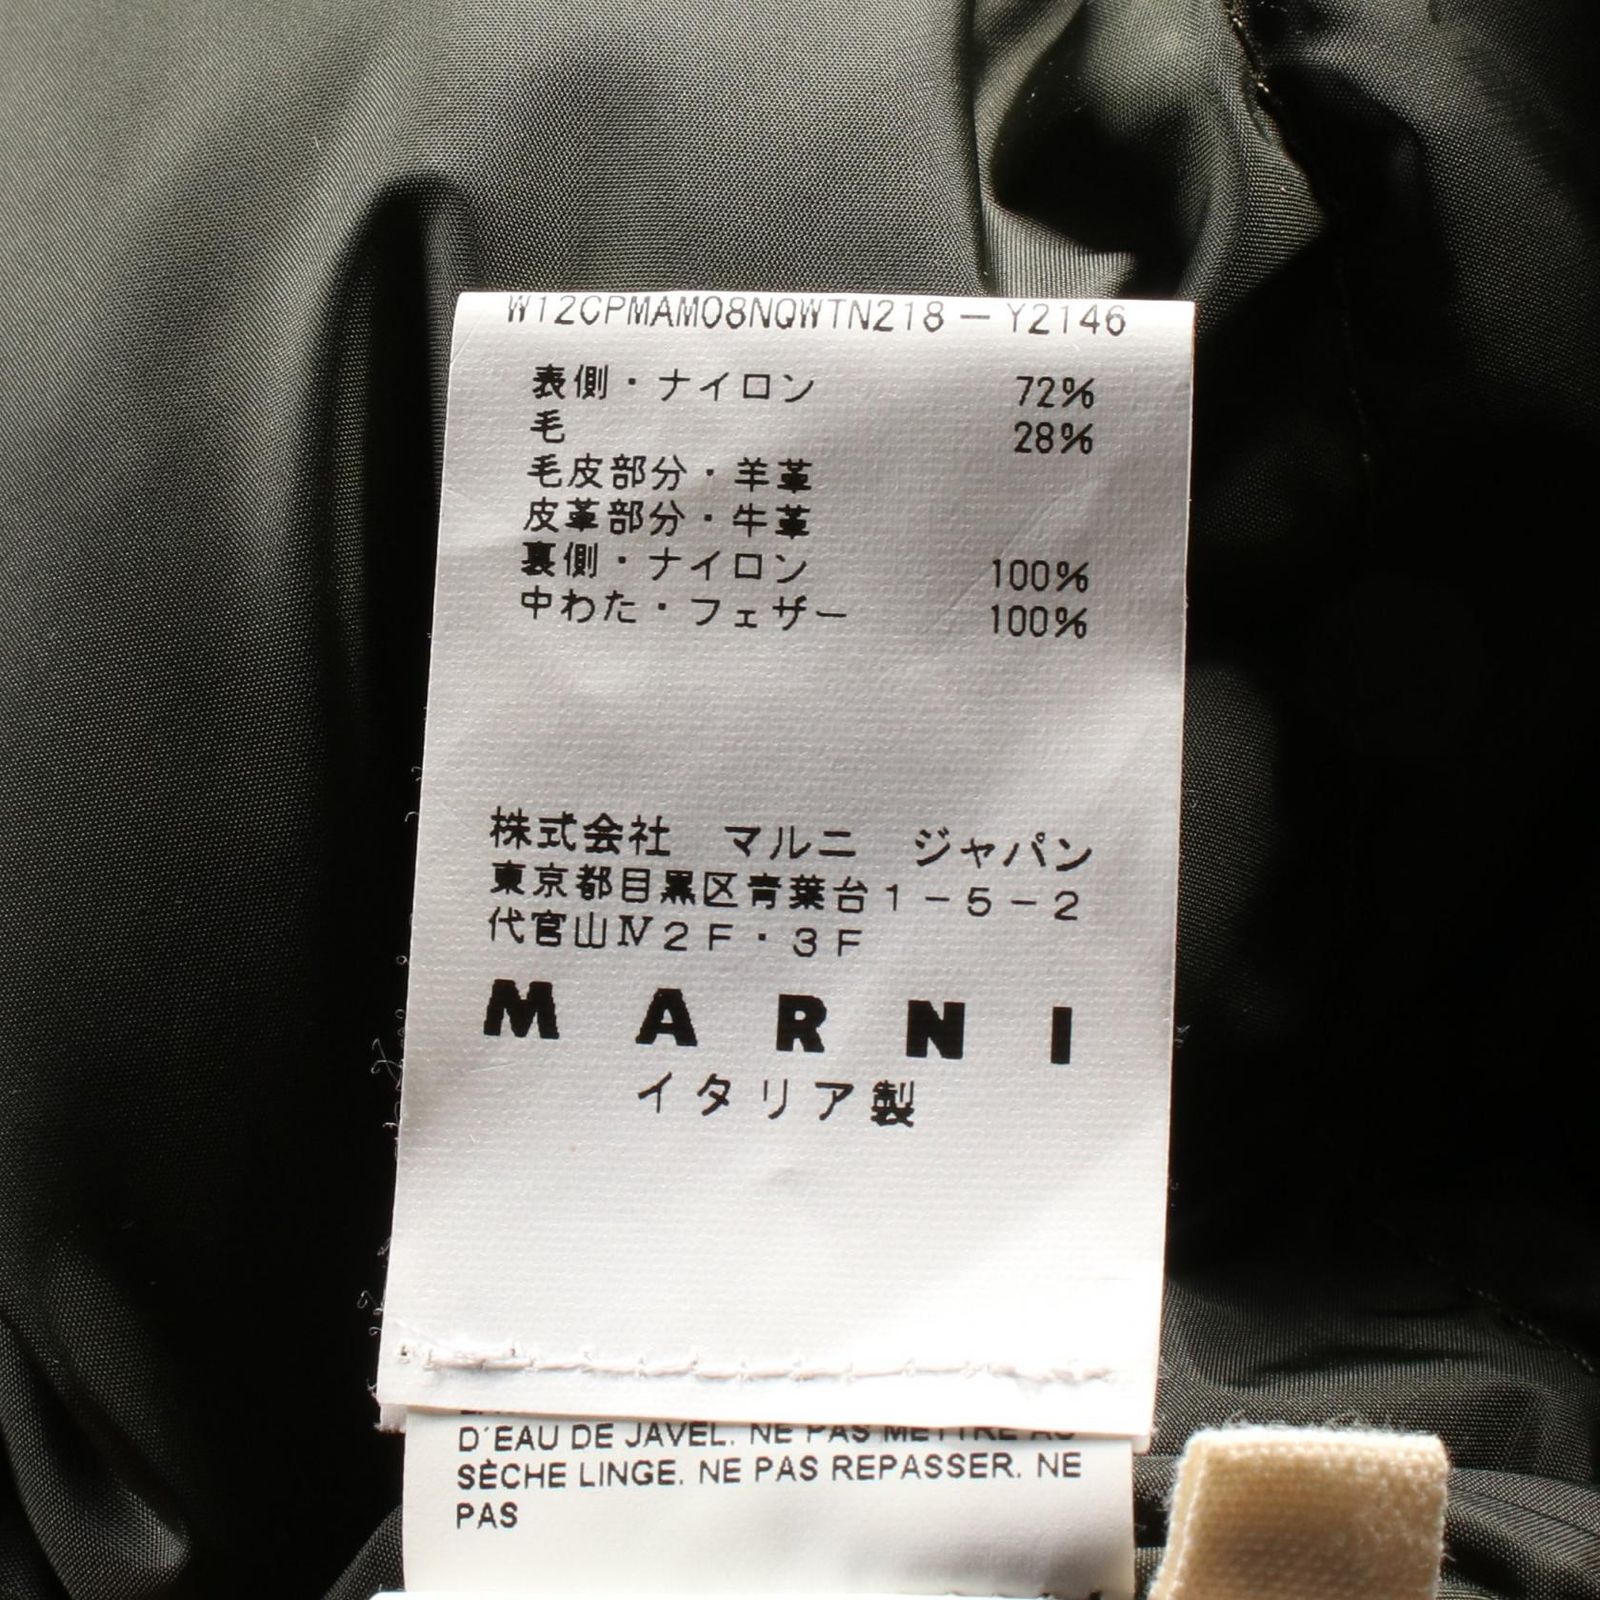 W12CPMAM08NQWTN218 － Y2146
表側・ナイロン 72%
毛 28%
毛皮部分・羊革
皮革部分・牛革
裏側・ナイロン 100%
中わた・フェザー 100%
株式会社 マルニ ジャパン
東京都目黒区青葉台１－５－２
代官山Ⅳ２Ｆ・３Ｆ
MARNI
イタリア製
D'EAU DE JAVEL. NE PAS METTRE AU
SÈCHE LINGE. NE PAS REPASSER. NE
PAS